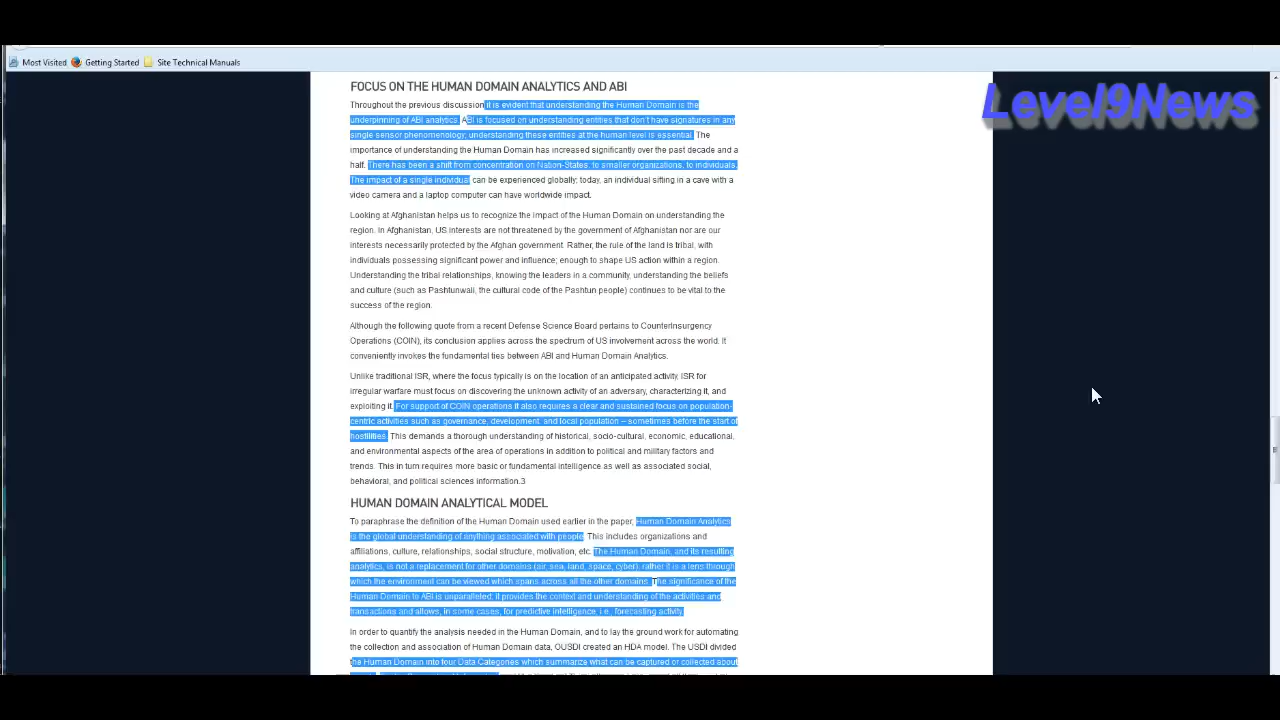 Most Visited Getting Started Site Technical Manuals
Level9News
FOCUS ON THE HUMAN DOMAIN ANALYTICS AND ABI
Throughout the previous discussion it is evident that understanding the Human Domain is the
underpinning of ABI analytics. ABI is focused on understanding entities that don't have signatures in any
single sensor phenomenology; understanding these entities at the human level is essential. The
importance of understanding the Human Domain has increased significantly over the past decade and a
half. There has been a shift from concentration on Nation-States, to smaller organizations, to individuals.
The impact of a single individual can be experienced globally; today, an individual sitting in a cave with a
video camera and a laptop computer can have worldwide impact.
Looking at Afghanistan helps us to recognize the impact of the Human Domain on understanding the
region. In Afghanistan, US interests are not threatened by the government of Afghanistan nor are our
interests necessarily protected by the Afghan government. Rather, the rule of the land is tribal, with
individuals possessing significant power and influence; enough to shape US action within a region.
Understanding the tribal relationships, knowing the leaders in a community, understanding the beliefs
and culture (such as Pashtunwali, the cultural code of the Pashtun people) continues to be vital to the
success of the region.
Although the following quote from a recent Defense Science Board pertains to CounterInsurgency
Operations (COIN), its conclusion applies across the spectrum of US involvement across the world. It
conveniently invokes the fundamental ties between ABI and Human Domain Analytics.
Unlike traditional ISR, where the focus typically is on the location of an anticipated activity, ISR for
irregular warfare must focus on discovering the unknown activity of an adversary, characterizing it, and
exploiting it. For support of COIN operations it also requires a clear and sustained focus on population-
centric activities such as governance, development, and local population – sometimes before the start of
hostilities. This demands a thorough understanding of historical, socio-cultural, economic, educational,
and environmental aspects of the area of operations in addition to political and military factors and
trends. This in turn requires more basic or fundamental intelligence as well as associated social,
behavioral, and political sciences information.3
HUMAN DOMAIN ANALYTICAL MODEL
To paraphrase the definition of the Human Domain used earlier in the paper, Human Domain Analytics
is the global understanding of anything associated with people. This includes organizations and
affiliations, culture, relationships, social structure, motivation, etc. The Human Domain, and its resulting
analytics, is not a replacement for other domains (air, sea, land, space, cyber), rather it is a lens through
which the environment can be viewed which spans across all the other domains. The significance of the
Human Domain to ABI is unparalleled; it provides the context and understanding of the activities and
transactions and allows, in some cases, for predictive intelligence, i.e., forecasting activity.
In order to quantify the analysis needed in the Human Domain, and to lay the ground work for automating
the collection and association of Human Domain data, OUSDI created an HDA model. The USDI divided
the Human Domain into four Data Categories which summarize what can be captured or collected about